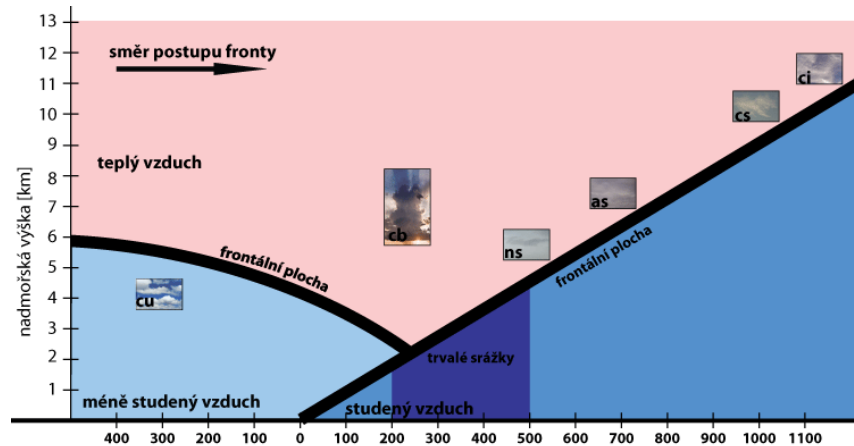 13
12
11
10
9
8
7
6
5
4
3
2
1
nadmořská výška [km]
směr postupu fronty
teplý vzduch
ci
cs
as
cb
ns
cu
frontální plocha
frontální plocha
trvalé srážky
méně studený vzduch
studený vzduch
400 300 200 100 0 100 200 300 400 500 600 700 800 900 1000 1100